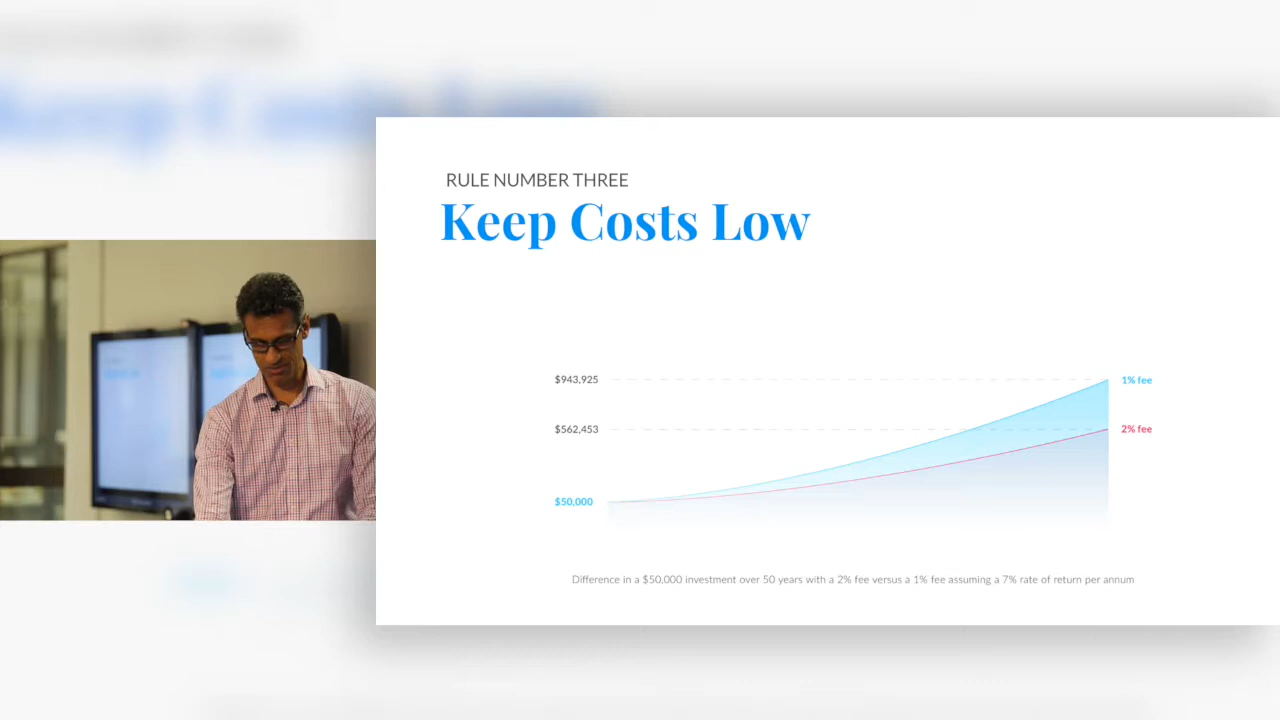 RULE NUMBER THREE
Keep Costs Low
$943,925
1% fee
$562,453
2% fee
$50,000
Difference in a $50,000 investment over 50 years with a 2% fee versus a 1% fee assuming a 7% rate of return per annum